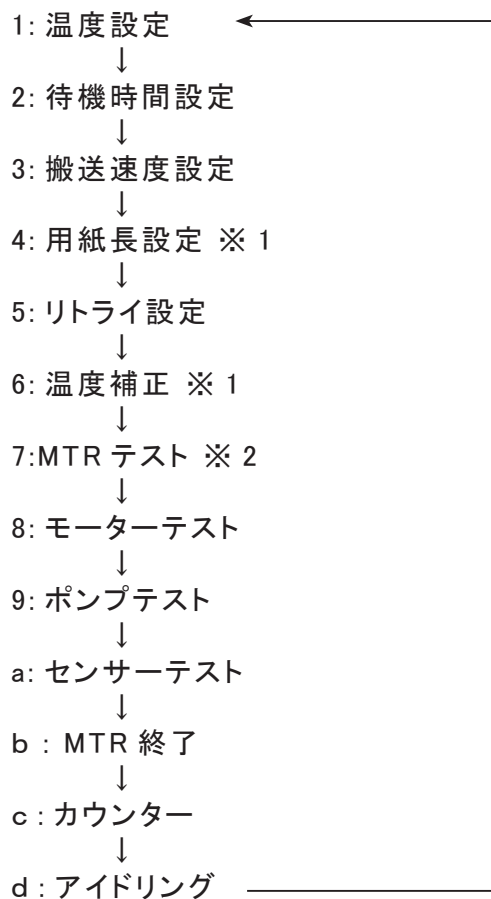 1: 温度設定
↓
2: 待機時間設定
↓
3: 搬送速度設定
↓
4: 用紙長設定 ※ 1
↓
5: リトライ設定
↓
6: 温度補正 ※ 1
↓
7:MTR テスト ※ 2
↓
8: モーターテスト
↓
9: ポンプテスト
↓
a: センサーテスト
↓
b : MTR 終了
↓
c : カウンター
↓
d : アイドリング